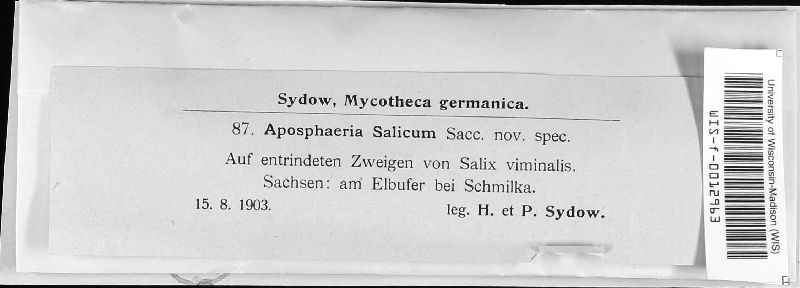 Sydow, Mycotheca germanica.
87. Aposphaeria Salicum Sacc. nov. spec.
Auf entrindeten Zweigen von Salix viminalis.
Sachsen: am Elbufer bei Schmilka.
15. 8. 1903. leg. H. et P. Sydow.
University of Wisconsin-Madison (WIS)
WIS-f-0012963